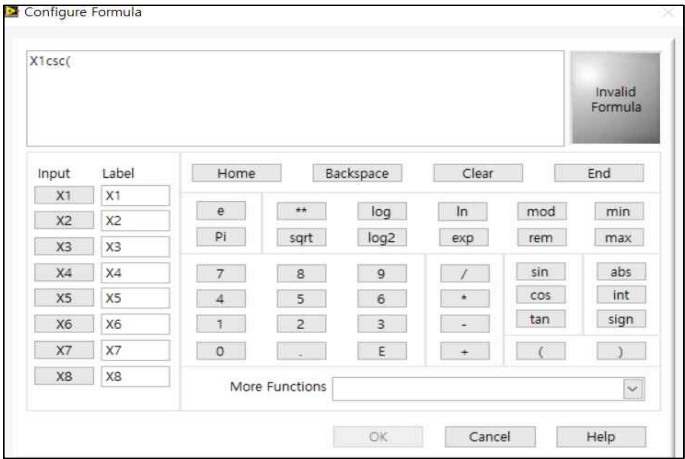 Configure Formula
X1csc(
Invalid
Formula
Input Label Home Backspace Clear End
X1 X1
X2 X2
X3 X3
X4 X4
X5 X5
X6 X6
X7 X7
X8 X8
e ** log ln mod min
Pi sqrt log2 exp rem max
7 8 9 / sin abs
4 5 6 * cos int
1 2 3 - tan sign
0 . E + ( )
More Functions
OK Cancel Help